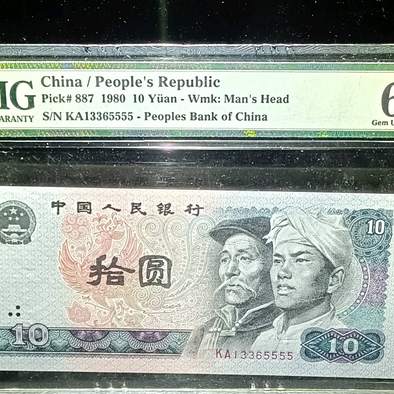 MG
China / People's Republic
Pick# 887 1980 10 Yüan - Wmk: Man's Head
S/N KA13365555 - Peoples Bank of China
ARANTY
6
Gem U
中国人民银行
10
拾圆
KA13365555
10
10